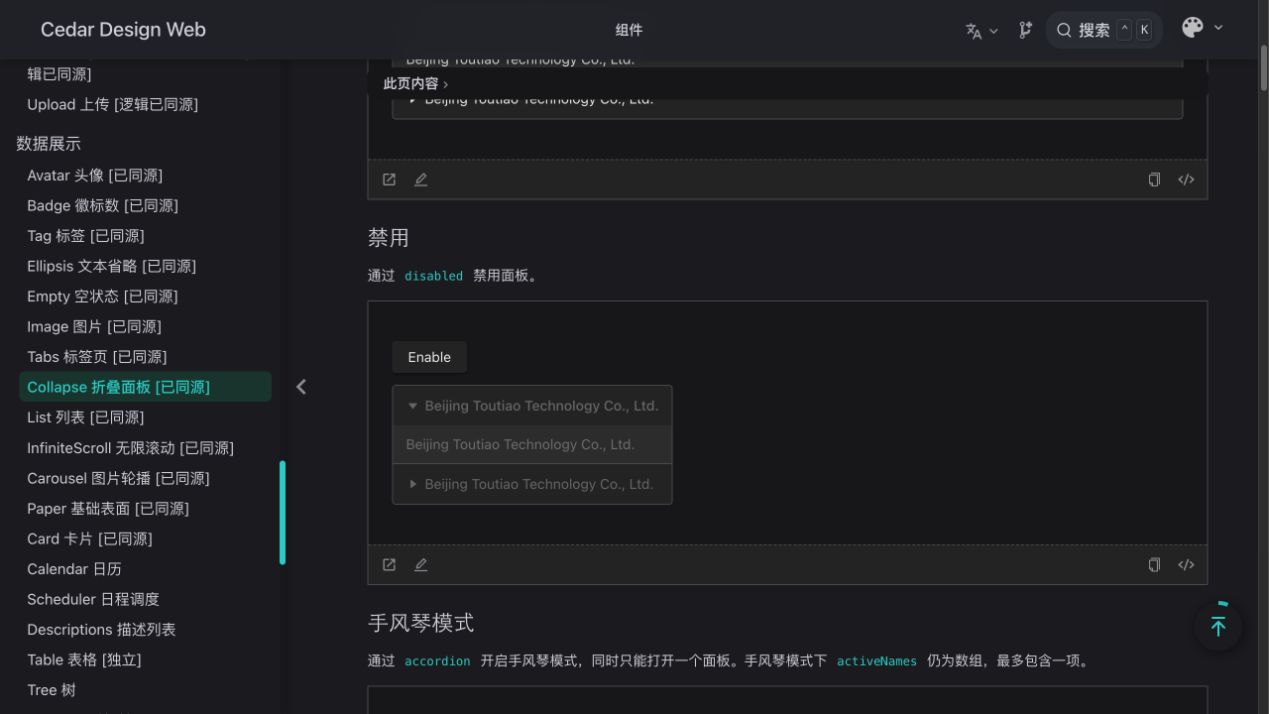 Cedar Design Web
组件
搜索
^
K
辑已同源]
Upload 上传 [逻辑已同源]
数据展示
Avatar 头像 [已同源]
Badge 徽标数 [已同源]
Tag 标签 [已同源]
Ellipsis 文本省略 [已同源]
Empty 空状态 [已同源]
Image 图片 [已同源]
Tabs 标签页 [已同源]
Collapse 折叠面板 [已同源]
List 列表 [已同源]
InfiniteScroll 无限滚动 [已同源]
Carousel 图片轮播 [已同源]
Paper 基础表面 [已同源]
Card 卡片 [已同源]
Calendar 日历
Scheduler 日程调度
Descriptions 描述列表
Table 表格 [独立]
Tree 树
Beijing Toutiao Technology Co., Ltd.
此页内容
Beijing Toutiao Technology Co., Ltd.
禁用
通过 disabled 禁用面板。
Enable
Beijing Toutiao Technology Co., Ltd.
Beijing Toutiao Technology Co., Ltd.
Beijing Toutiao Technology Co., Ltd.
手风琴模式
通过 accordion 开启手风琴模式，同时只能打开一个面板。手风琴模式下 activeNames 仍为数组，最多包含一项。